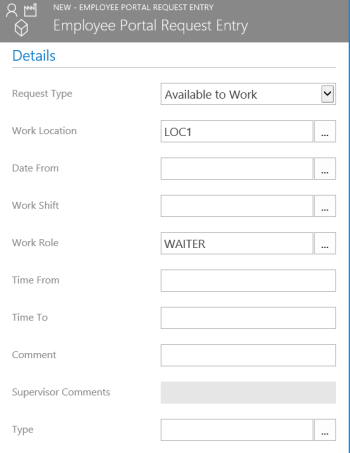 NEW - EMPLOYEE PORTAL REQUEST ENTRY
Employee Portal Request Entry
Details
Request Type Available to Work
Work Location LOC1 ...
Date From ...
Work Shift ...
Work Role WAITER ...
Time From
Time To
Comment
Supervisor Comments
Type ...